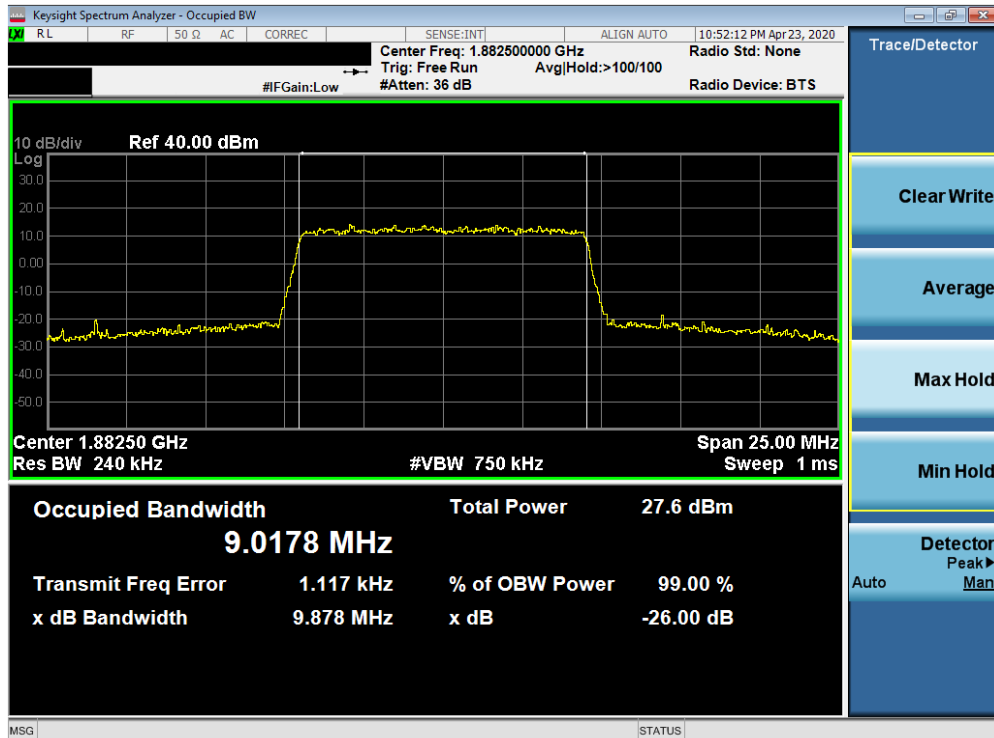 Keysight Spectrum Analyzer - Occupied BW
LXI RL RF 50 Ω AC CORREC SENSE:INT ALIGN AUTO 10:52:12 PM Apr 23, 2020
Center Freq: 1.882500000 GHz Radio Std: None
Trig: Free Run Avg|Hold:>100/100
#IFGain:Low #Atten: 36 dB Radio Device: BTS
Trace/Detector
10 dB/div Ref 40.00 dBm
Log
30.0
20.0
10.0
0.00
-10.0
-20.0
-30.0
-40.0
-50.0
Center 1.88250 GHz Span 25.00 MHz
Res BW 240 kHz #VBW 750 kHz Sweep 1 ms
Occupied Bandwidth Total Power 27.6 dBm
9.0178 MHz
Transmit Freq Error 1.117 kHz % of OBW Power 99.00 %
x dB Bandwidth 9.878 MHz x dB -26.00 dB
Clear Write
Average
Max Hold
Min Hold
Detector
Peak▶
Auto Man
MSG STATUS